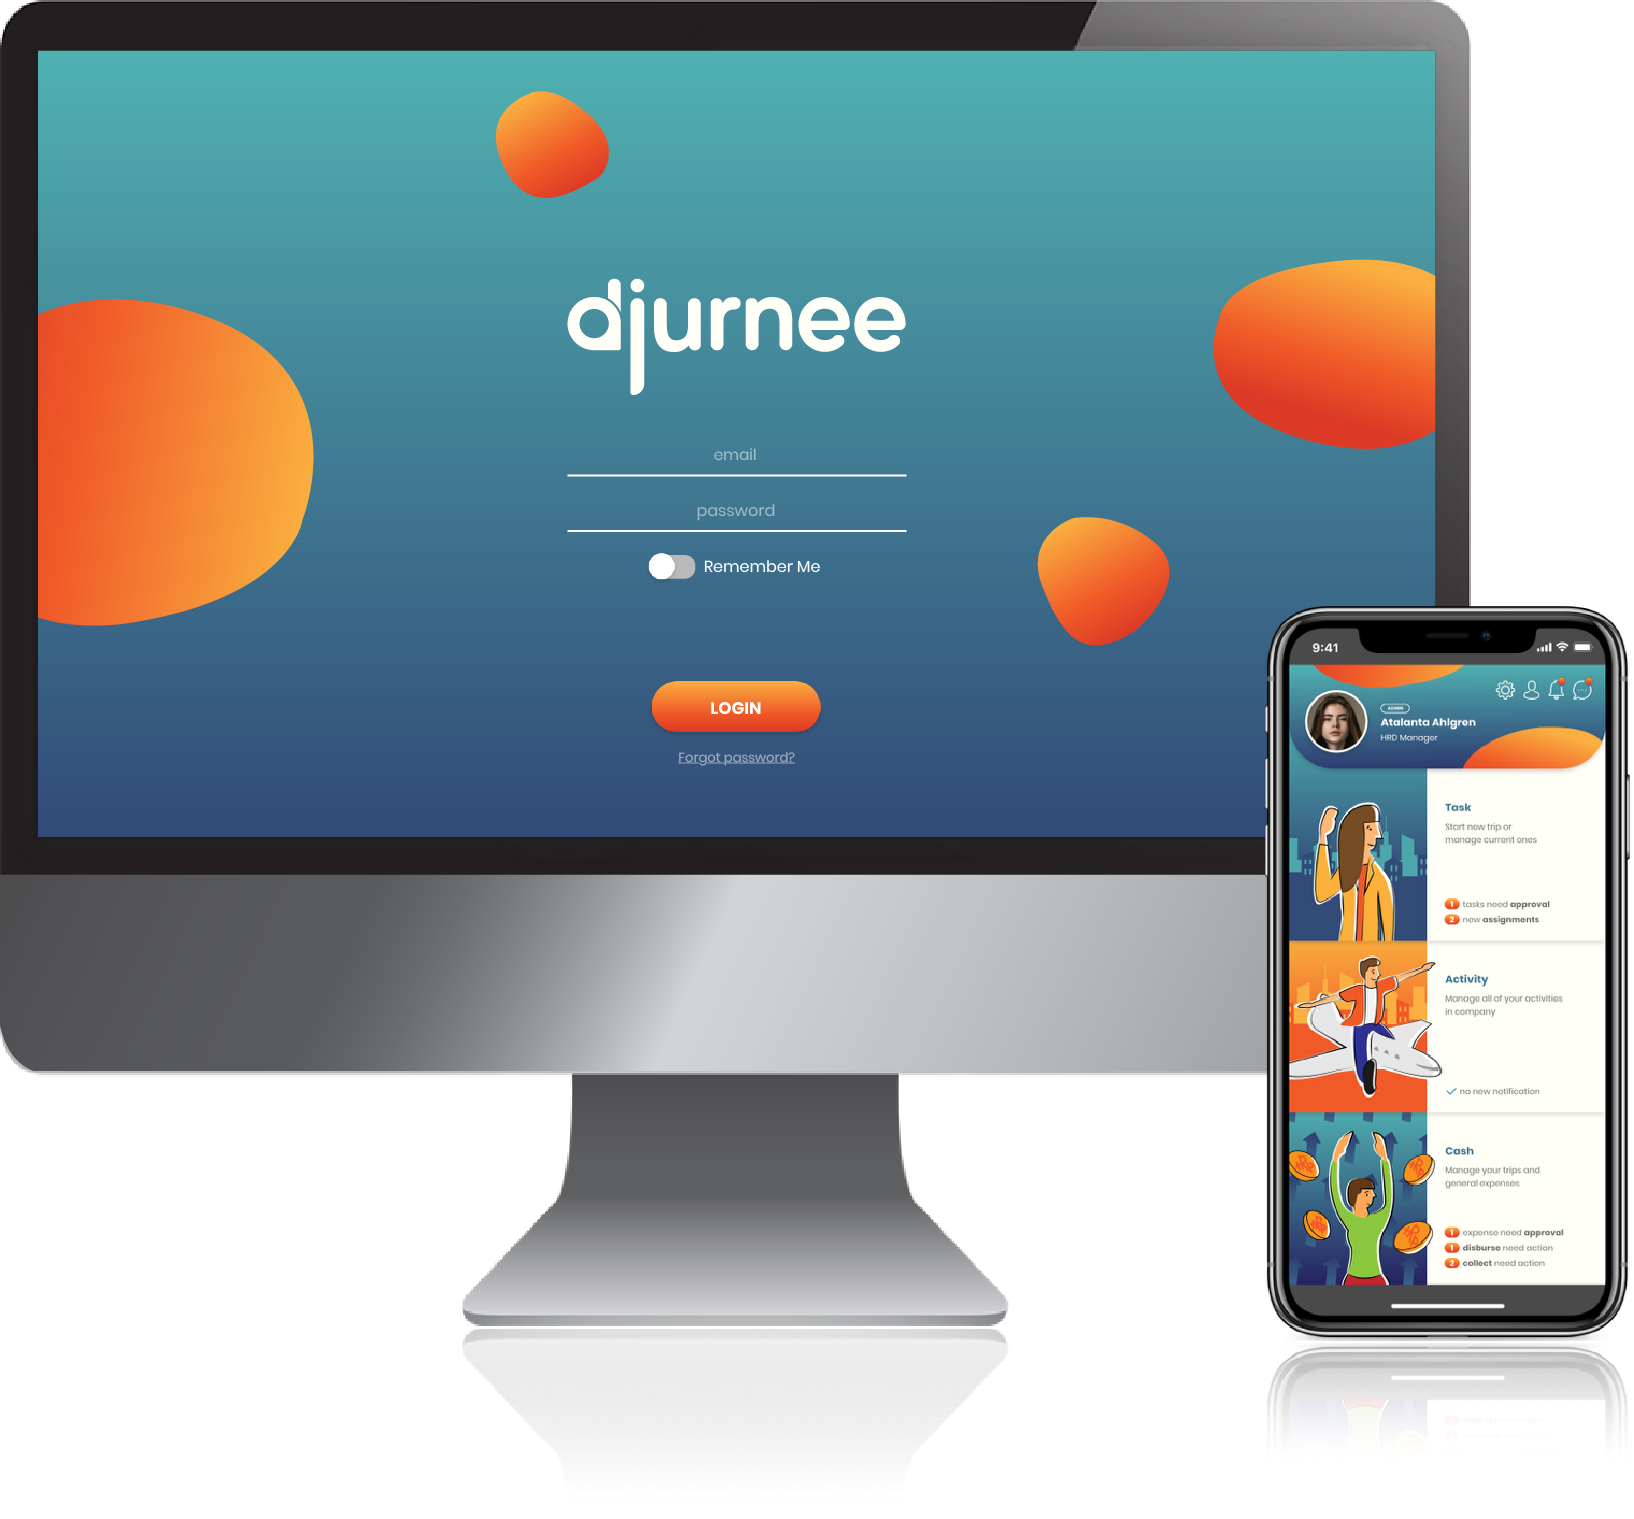 djurnee
email
password
Remember Me
LOGIN
Forgot password?
9:41
ADMIN
Atalanta Ahlgren
HRD Manager
Task
Start new trip or
manage current ones
1 tasks need approval
2 new assignments
Activity
Manage all of your activities
in company
no new notification
Cash
Manage your trips and
general expenses
1 expense need approval
1 disburse need action
2 collect need action